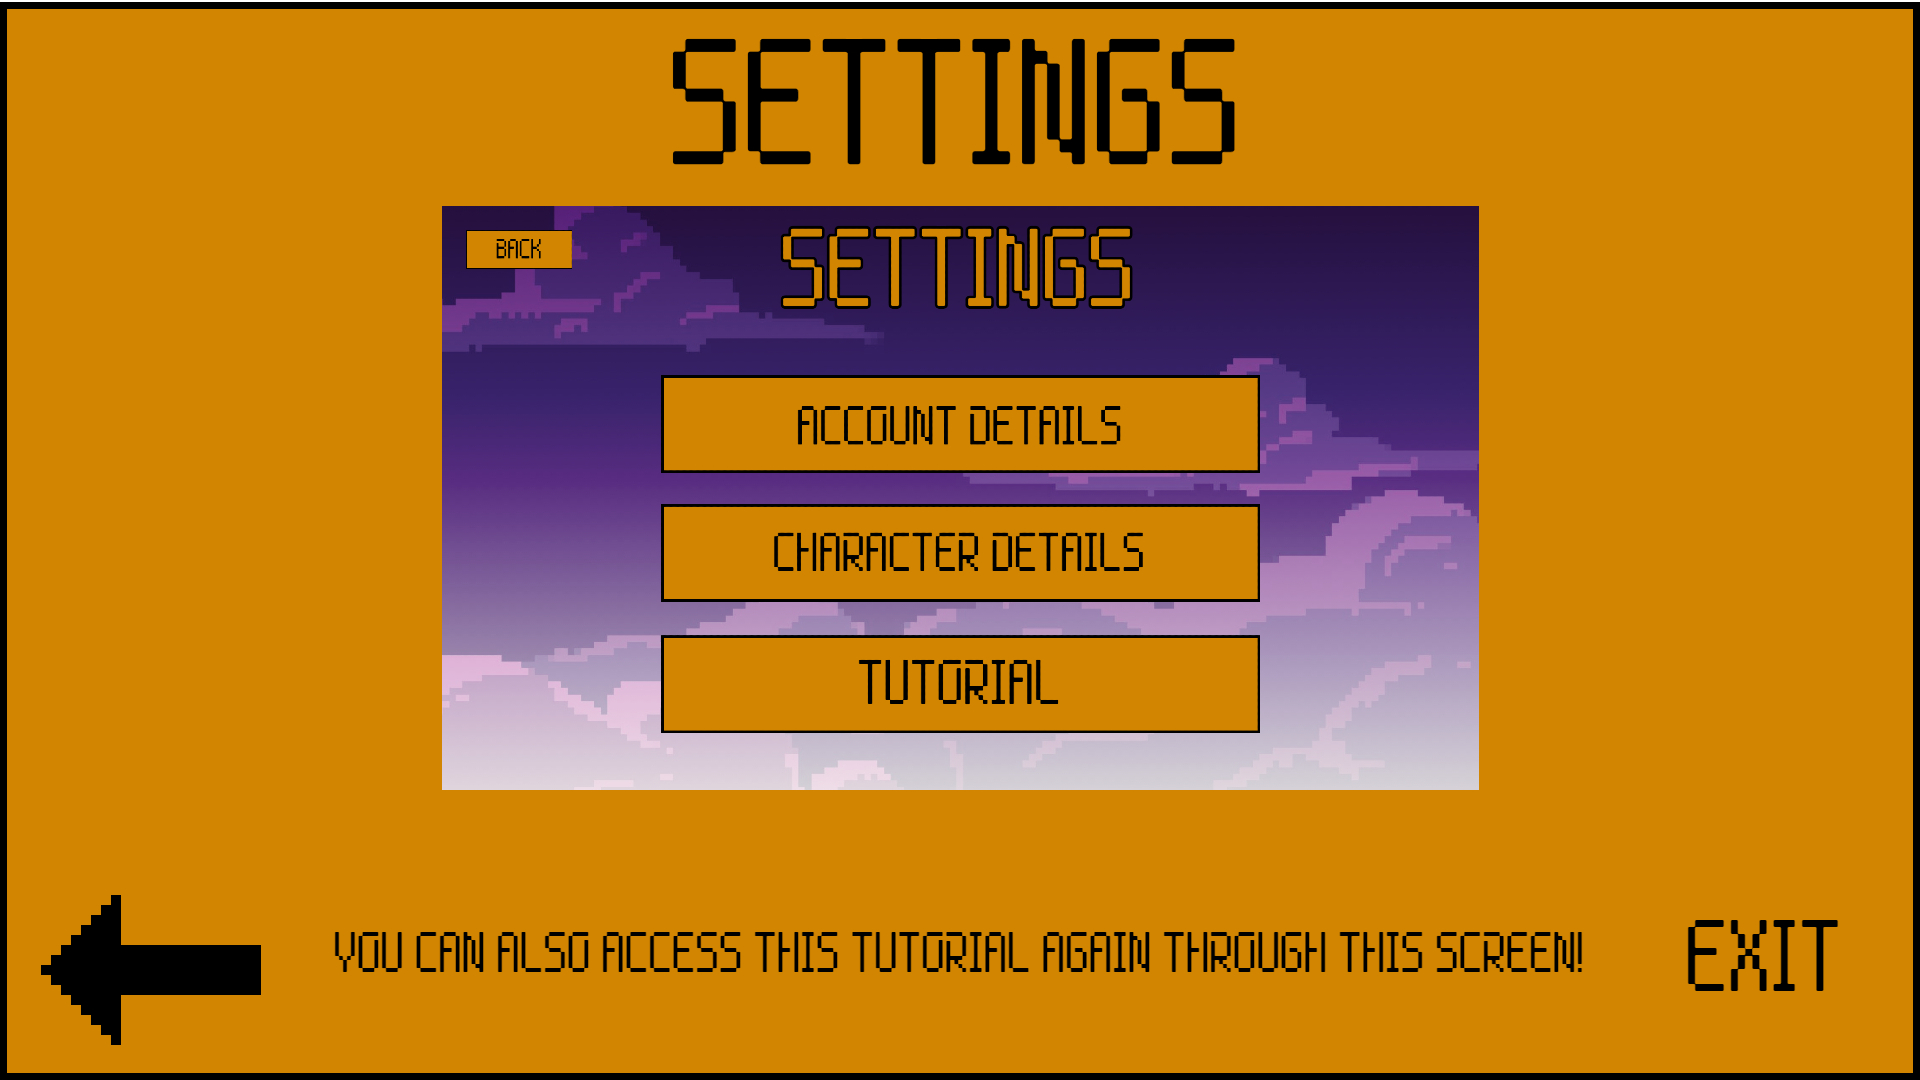 SETTINGS
BACK
SETTINGS
ACCOUNT DETAILS
CHARACTER DETAILS
TUTORIAL
YOU CAN ALSO ACCESS THIS TUTORIAL AGAIN THROUGH THIS SCREEN!
EXIT